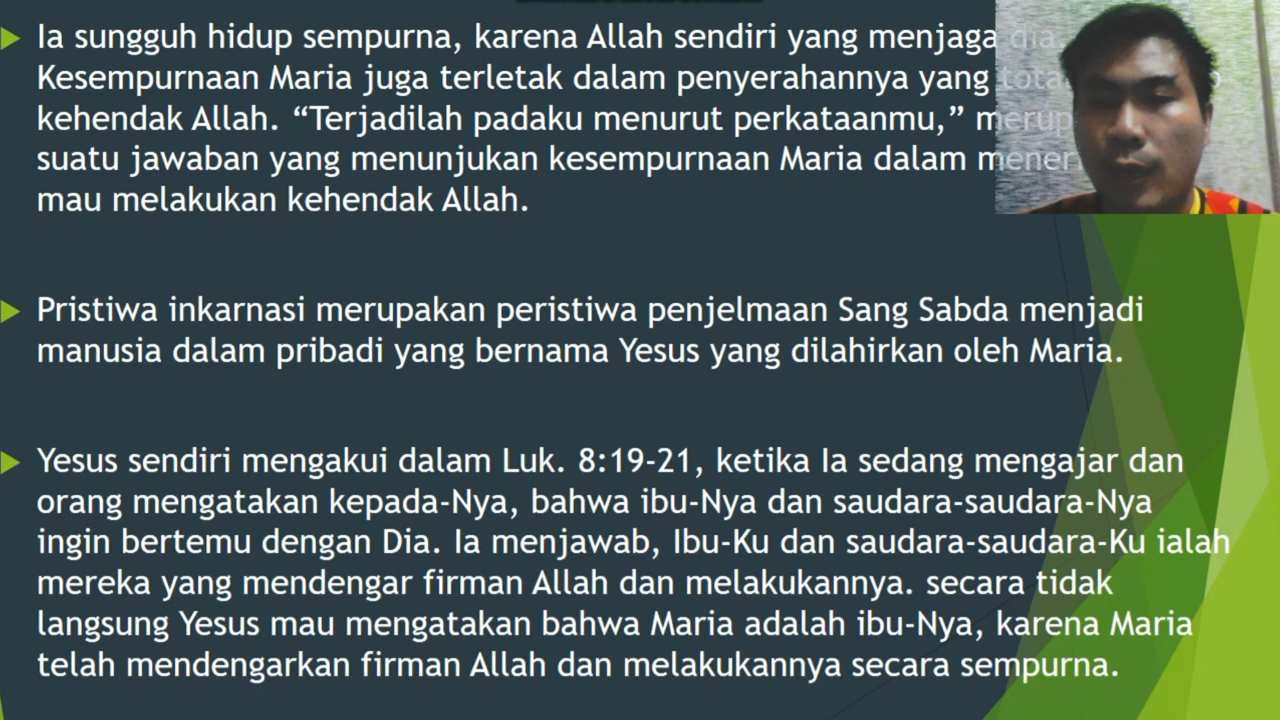 Ia sungguh hidup sempurna, karena Allah sendiri yang menjaga dia.
Kesempurnaan Maria juga terletak dalam penyerahannya yang
kehendak Allah. “Terjadilah padaku menurut perkataanmu,”
suatu jawaban yang menunjukan kesempurnaan Maria dalam
mau melakukan kehendak Allah.
Pristiwa inkarnasi merupakan peristiwa penjelmaan Sang Sabda menjadi
manusia dalam pribadi yang bernama Yesus yang dilahirkan oleh Maria.
Yesus sendiri mengakui dalam Luk. 8:19-21, ketika Ia sedang mengajar dan
orang mengatakan kepada-Nya, bahwa ibu-Nya dan saudara-saudara-Nya
ingin bertemu dengan Dia. Ia menjawab, Ibu-Ku dan saudara-saudara-Ku ialah
mereka yang mendengar firman Allah dan melakukannya. secara tidak
langsung Yesus mau mengatakan bahwa Maria adalah ibu-Nya, karena Maria
telah mendengarkan firman Allah dan melakukannya secara sempurna.